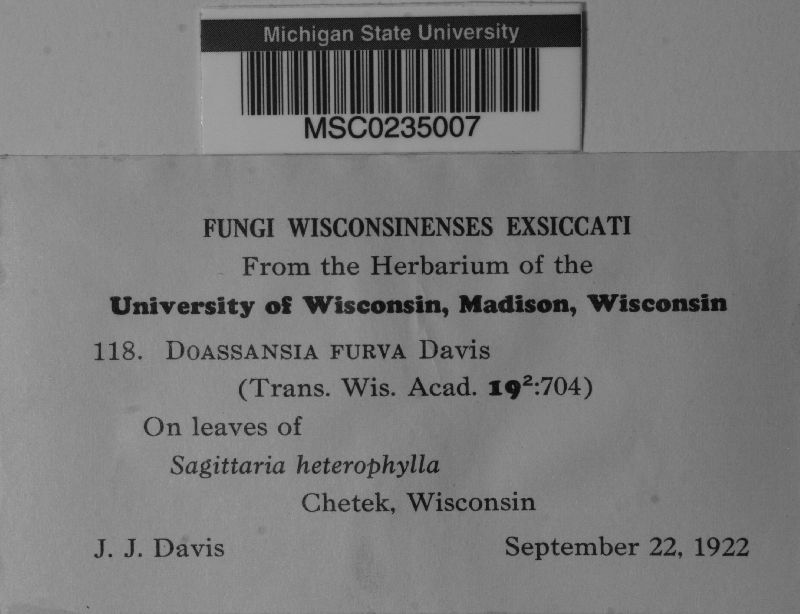 Michigan State University
MSC0235007
FUNGI WISCONSINENSES EXSICCATI
From the Herbarium of the
University of Wisconsin, Madison, Wisconsin
118. DOASSANSIA FURVA Davis
(Trans. Wis. Acad. 19²:704)
On leaves of
Sagittaria heterophylla
Chetek, Wisconsin
J. J. Davis September 22, 1922